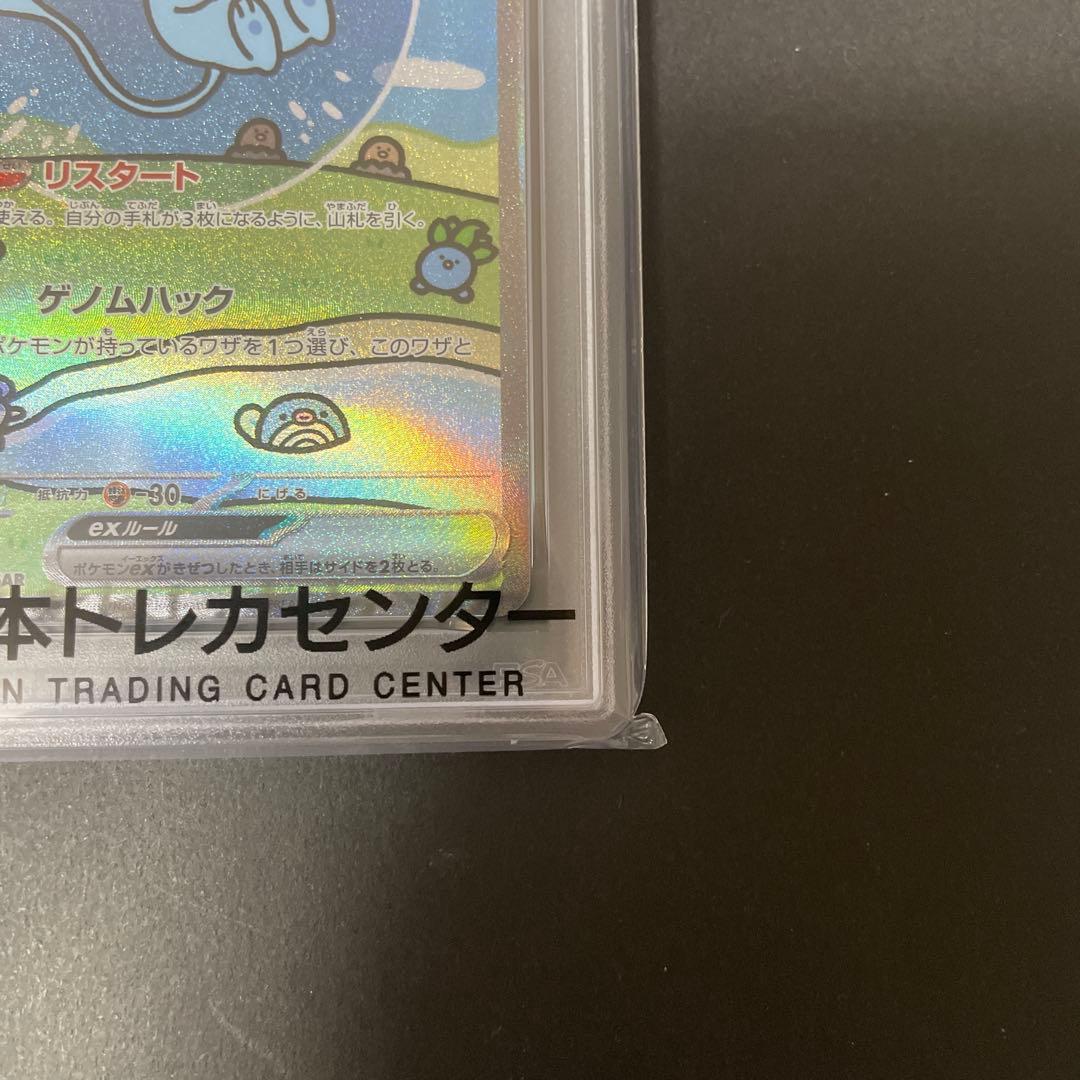 リスタート
使える。自分の手札が3枚になるように、山札を引く。
ゲノムハック
ポケモンが持っているワザを1つ選び、このワザと
抵抗力 -30 にげる
exルール
ポケモンexがきぜつしたとき、相手はサイドを2枚とる。
SAR
本トレカセンター
PSA
N TRADING CARD CENTER